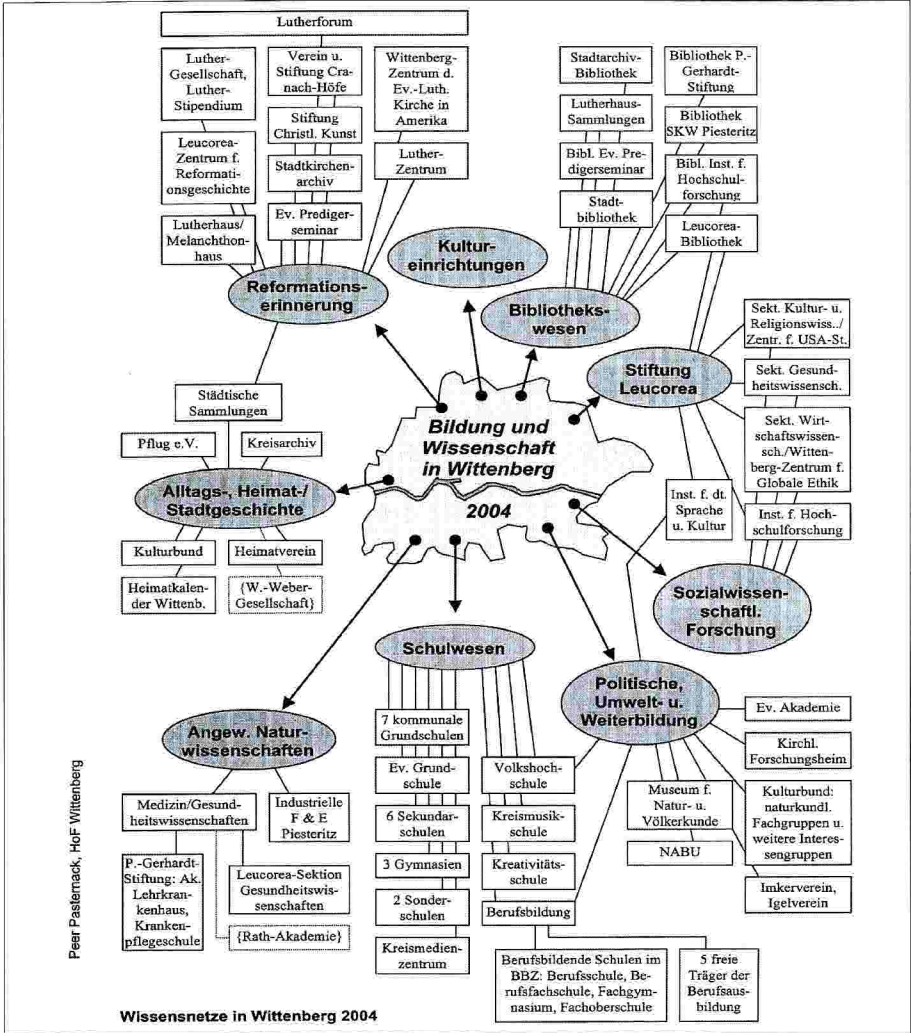 Lutherforum
Luther-
Gesellschaft,
Luther-
Stipendium
Leucorea-
Zentrum f.
Reformati-
onsgeschichte
Lutherhaus/
Melanchthon-
haus
Verein u.
Stiftung Cra-
nach-Höfe
Stiftung
Christl. Kunst
Stadtkirchen-
archiv
Ev. Prediger-
seminar
Wittenberg-
Zentrum d.
Ev.-Luth.
Kirche in
Amerika
Luther-
Zentrum
Stadtarchiv-
Bibliothek
Lutherhaus-
Sammlungen
Bibl. Ev. Pre-
digerseminar
Stadt-
bibliothek
Bibliothek P.-
Gerhardt-
Stiftung
Bibliothek
SKW Piesteritz
Bibl. Inst. f.
Hochschul-
forschung
Leucorea-
Bibliothek
Reformations-
erinnerung
Kultur-
einrichtungen
Bibliotheks-
wesen
Stiftung
Leucorea
Sekt. Kultur- u.
Religionswiss../
Zentr. f. USA-St.
Sekt. Gesund-
heitswissensch.
Sekt. Wirt-
schaftswissen-
sch./Witten-
berg-Zentrum f.
Globale Ethik
Inst. f. Hoch-
schulforschung
Inst. f. dt.
Sprache
u. Kultur
Städtische
Sammlungen
Pflug e.V.
Kreisarchiv
Alltags-, Heimat-/
Stadtgeschichte
Kulturbund
Heimatverein
Heimatkalen-
der Wittenb.
{W.-Weber-
Gesellschaft}
Bildung und
Wissenschaft
in Wittenberg
2004
Sozialwissen-
schaftl.
Forschung
Schulwesen
7 kommunale
Grundschulen
Ev. Grund-
schule
6 Sekundar-
schulen
3 Gymnasien
2 Sonder-
schulen
Kreismedien-
zentrum
Volkshoch-
schule
Kreismusik-
schule
Kreativitäts-
schule
Berufsbildung
Berufsbildende Schulen im
BBZ: Berufsschule, Be-
rufsfachschule, Fachgym-
nasium, Fachoberschule
5 freie
Träger der
Berufsaus-
bildung
Politische,
Umwelt- u.
Weiterbildung
Ev. Akademie
Kirchl.
Forschungsheim
Kulturbund:
naturkundl.
Fachgruppen u.
weitere Interes-
sengruppen
Imkerverein,
Igelverein
Museum f.
Natur- u.
Völkerkunde
NABU
Angew. Natur-
wissenschaften
Medizin/Gesund-
heitswissenschaften
Industrielle
F & E
Piesteritz
P.-Gerhardt-
Stiftung: Ak.
Lehrkran-
kenhaus,
Kranken-
pflegeschule
Leucorea-Sektion
Gesundheitswis-
senschaften
{Rath-Akademie}
Peer Pasternack, HoF Wittenberg
Wissensnetze in Wittenberg 2004